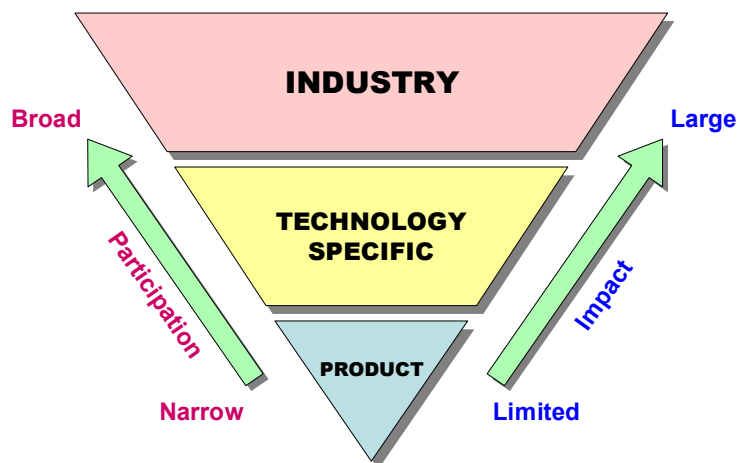 INDUSTRY
Broad
Large
TECHNOLOGY
SPECIFIC
Participation
Impact
PRODUCT
Narrow
Limited